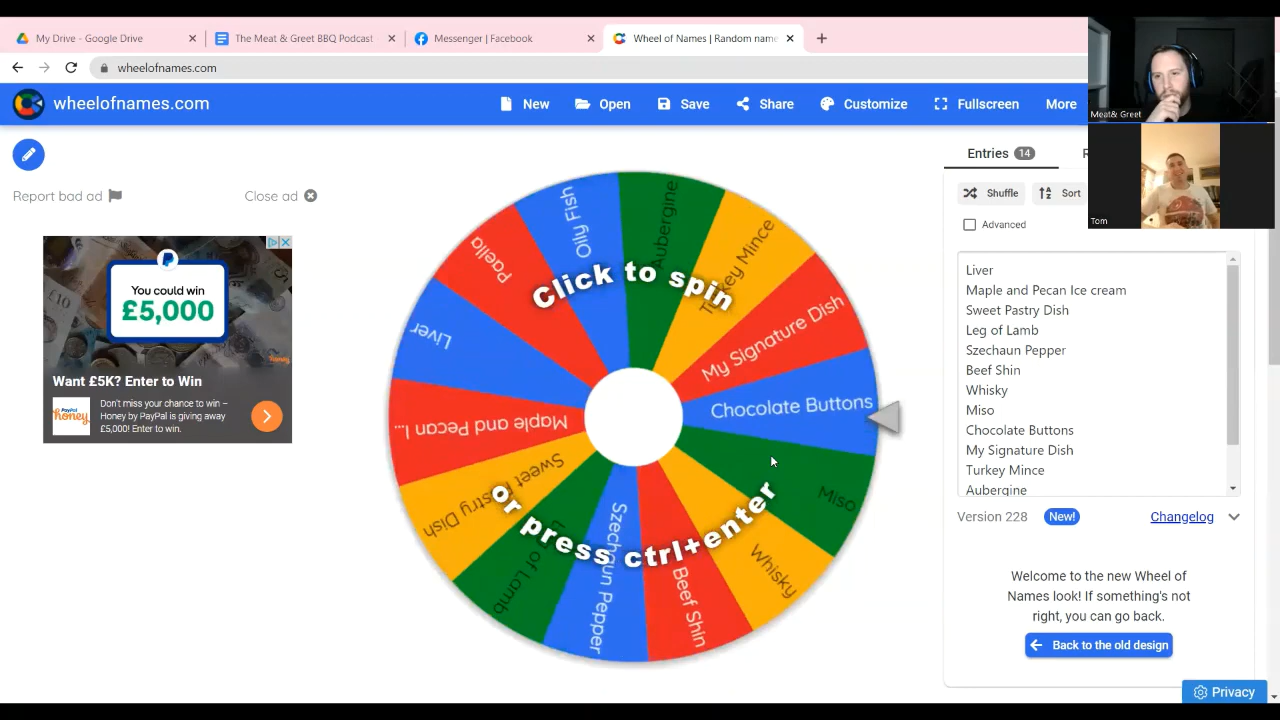 My Drive - Google Drive
The Meat & Greet BBQ Podcast
Messenger | Facebook
Wheel of Names | Random name
wheelofnames.com
wheelofnames.com
New
Open
Save
Share
Customize
Fullscreen
More
Meat& Greet
Tom
Report bad ad
Close ad
You could win
£5,000
Want £5K? Enter to Win
PayPal
honey
Don't miss your chance to win –
Honey by PayPal is giving away
£5,000! Enter to win.
Click to spin
or press ctrl+enter
Oily Fish
Aubergine
Turkey Mince
My Signature Dish
Chocolate Buttons
Miso
Whisky
Beef Shin
Szechaun Pepper
Leg of Lamb
Sweet Pastry Dish
Maple and Pecan I...
Liver
Paella
Entries 14
Shuffle
Sort
Advanced
Liver
Maple and Pecan Ice cream
Sweet Pastry Dish
Leg of Lamb
Szechaun Pepper
Beef Shin
Whisky
Miso
Chocolate Buttons
My Signature Dish
Turkey Mince
Aubergine
Version 228
New!
Changelog
Welcome to the new Wheel of
Names look! If something's not
right, you can go back.
Back to the old design
Privacy